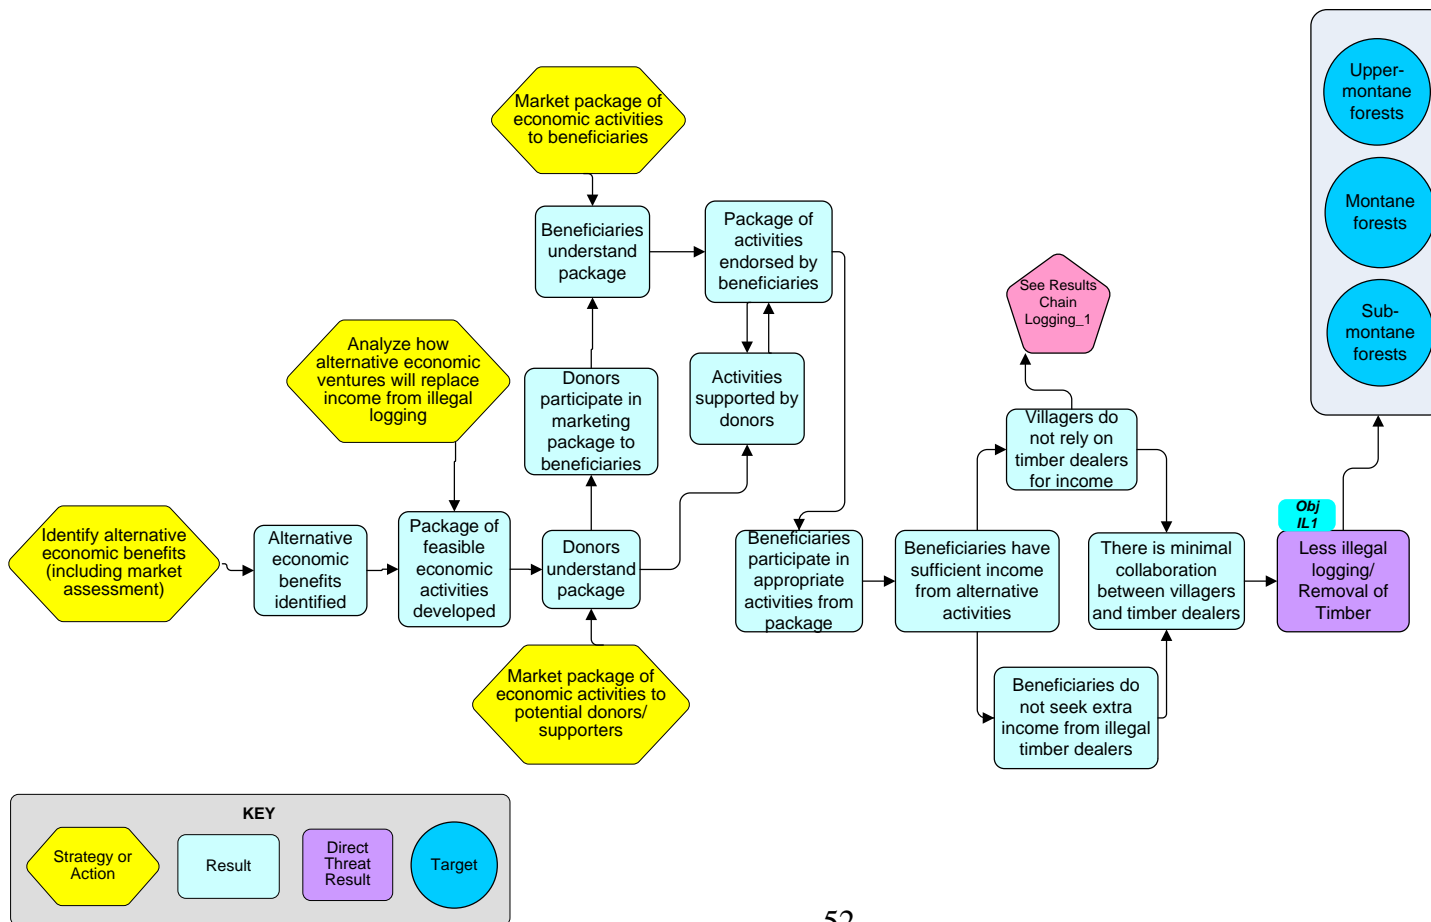 Upper-
montane
forests
Montane
forests
Sub-
montane
forests
Market package of
economic activities
to beneficiaries
Beneficiaries
understand
package
Package of
activities
endorsed by
beneficiaries
See Results
Chain
Logging_1
Analyze how
alternative economic
ventures will replace
income from illegal
logging
Donors
participate in
marketing
package to
beneficiaries
Activities
supported by
donors
Villagers do
not rely on
timber dealers
for income
Identify alternative
economic benefits
(including market
assessment)
Alternative
economic
benefits
identified
Package of
feasible
economic
activities
developed
Donors
understand
package
Beneficiaries
participate in
appropriate
activities from
package
Beneficiaries have
sufficient income
from alternative
activities
There is minimal
collaboration
between villagers
and timber dealers
Obj
IL1
Less illegal
logging/
Removal of
Timber
Market package of
economic activities to
potential donors/
supporters
Beneficiaries do
not seek extra
income from illegal
timber dealers
KEY
Strategy or
Action
Result
Direct
Threat
Result
Target
52